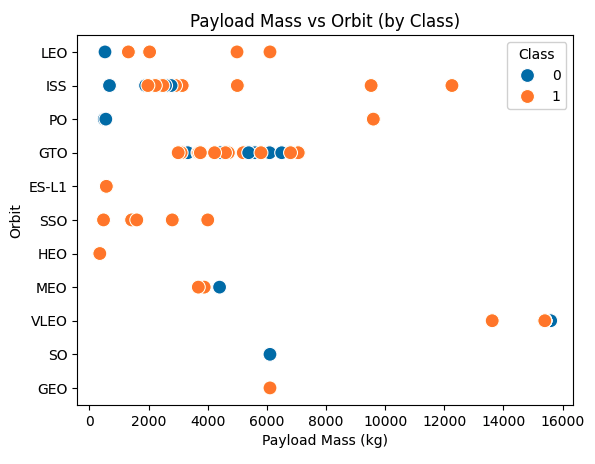 Payload Mass vs Orbit (by Class)
Class
0
1
Orbit
LEO
ISS
PO
GTO
ES-L1
SSO
HEO
MEO
VLEO
SO
GEO
0 2000 4000 6000 8000 10000 12000 14000 16000
Payload Mass (kg)